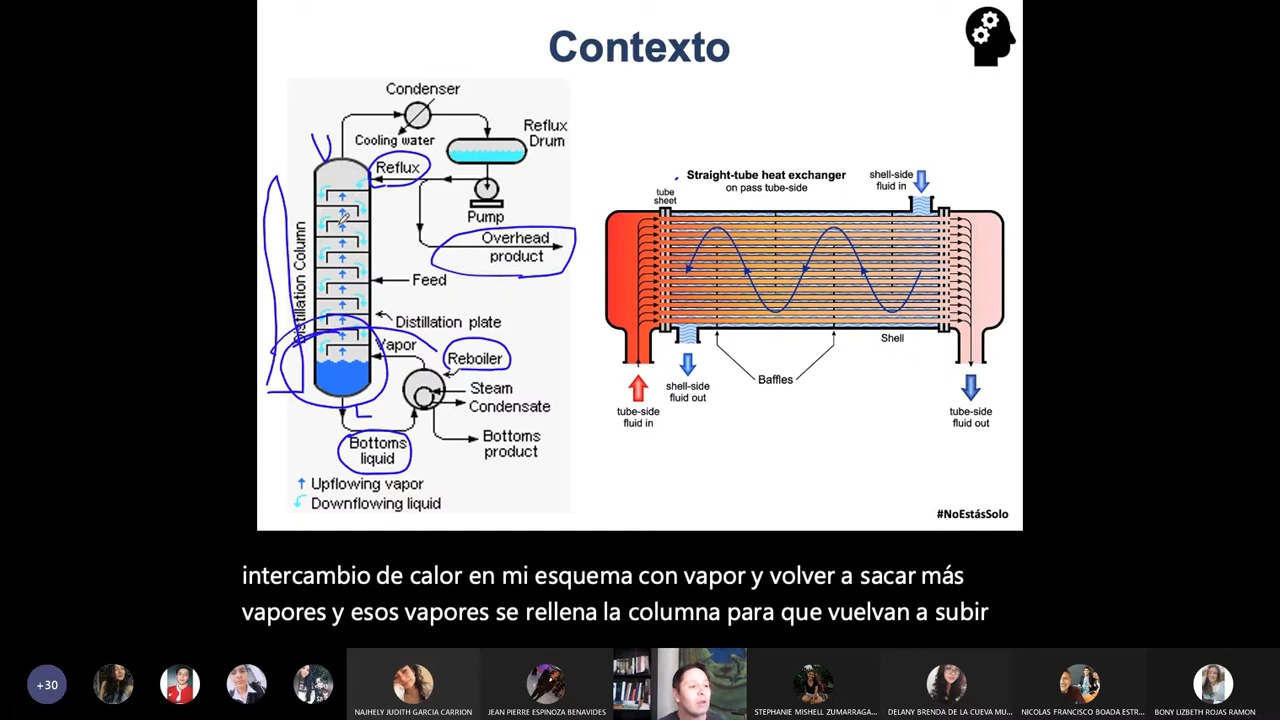 Contexto
Condenser
Cooling water
Reflux
Drum
Reflux
Pump
Overhead
product
Distillation Column
Feed
Distillation plate
Vapor
Reboiler
Steam
Condensate
Bottoms
liquid
Bottoms
product
Upflowing vapor
Downflowing liquid
V
L
Straight-tube heat exchanger
on pass tube-side
tube
sheet
shell-side
fluid in
Shell
Baffles
shell-side
fluid out
tube-side
fluid in
tube-side
fluid out
#NoEstásSolo
intercambio de calor en mi esquema con vapor y volver a sacar más
vapores y esos vapores se rellena la columna para que vuelvan a subir
+30
NAJHELY JUDITH GARCIA CARRION
JEAN PIERRE ESPINOZA BENAVIDES
STEPHANIE MISHELL ZUMARRAGA...
DELANY BRENDA DE LA CUEVA MU...
NICOLAS FRANCISCO BOADA ESTR...
BONY LIZBETH ROJAS RAMON